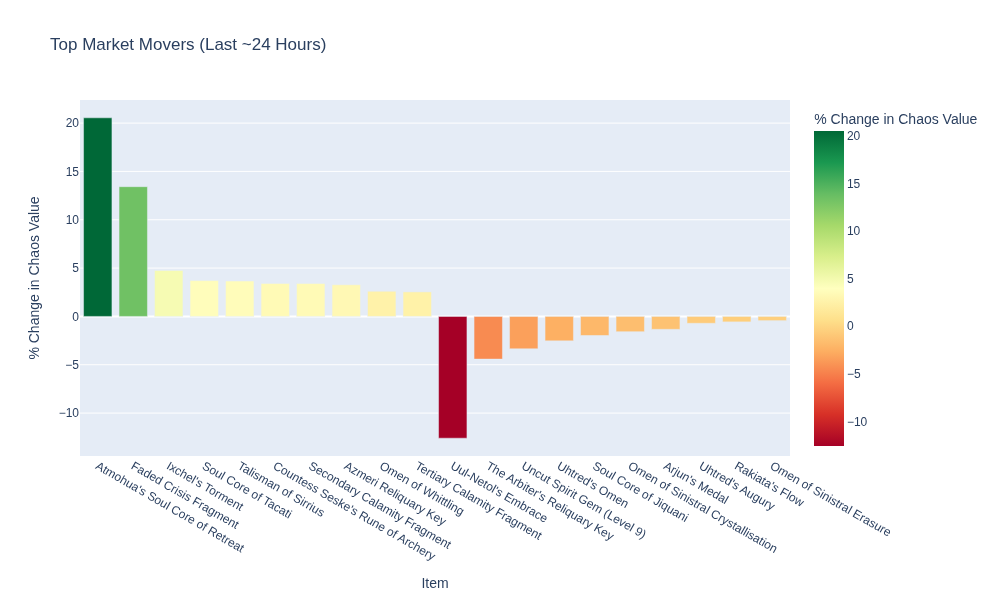 Top Market Movers (Last ~24 Hours)
% Change in Chaos Value
20
15
10
5
0
−5
−10
% Change in Chaos Value
20
15
10
5
0
−5
−10
Atmohua's Soul Core of Retreat
Faded Crisis Fragment
Ixchel's Torment
Soul Core of Tacati
Talisman of Sirrius
Countess Seske's Rune of Archery
Secondary Calamity Fragment
Azmeri Reliquary Key
Omen of Whittling
Tertiary Calamity Fragment
Uul-Netol's Embrace
The Arbiter's Reliquary Key
Uncut Spirit Gem (Level 9)
Uhtred's Omen
Soul Core of Jiquani
Omen of Sinistral Crystallisation
Arjun's Medal
Uhtred's Augury
Rakiata's Flow
Omen of Sinistral Erasure
Item